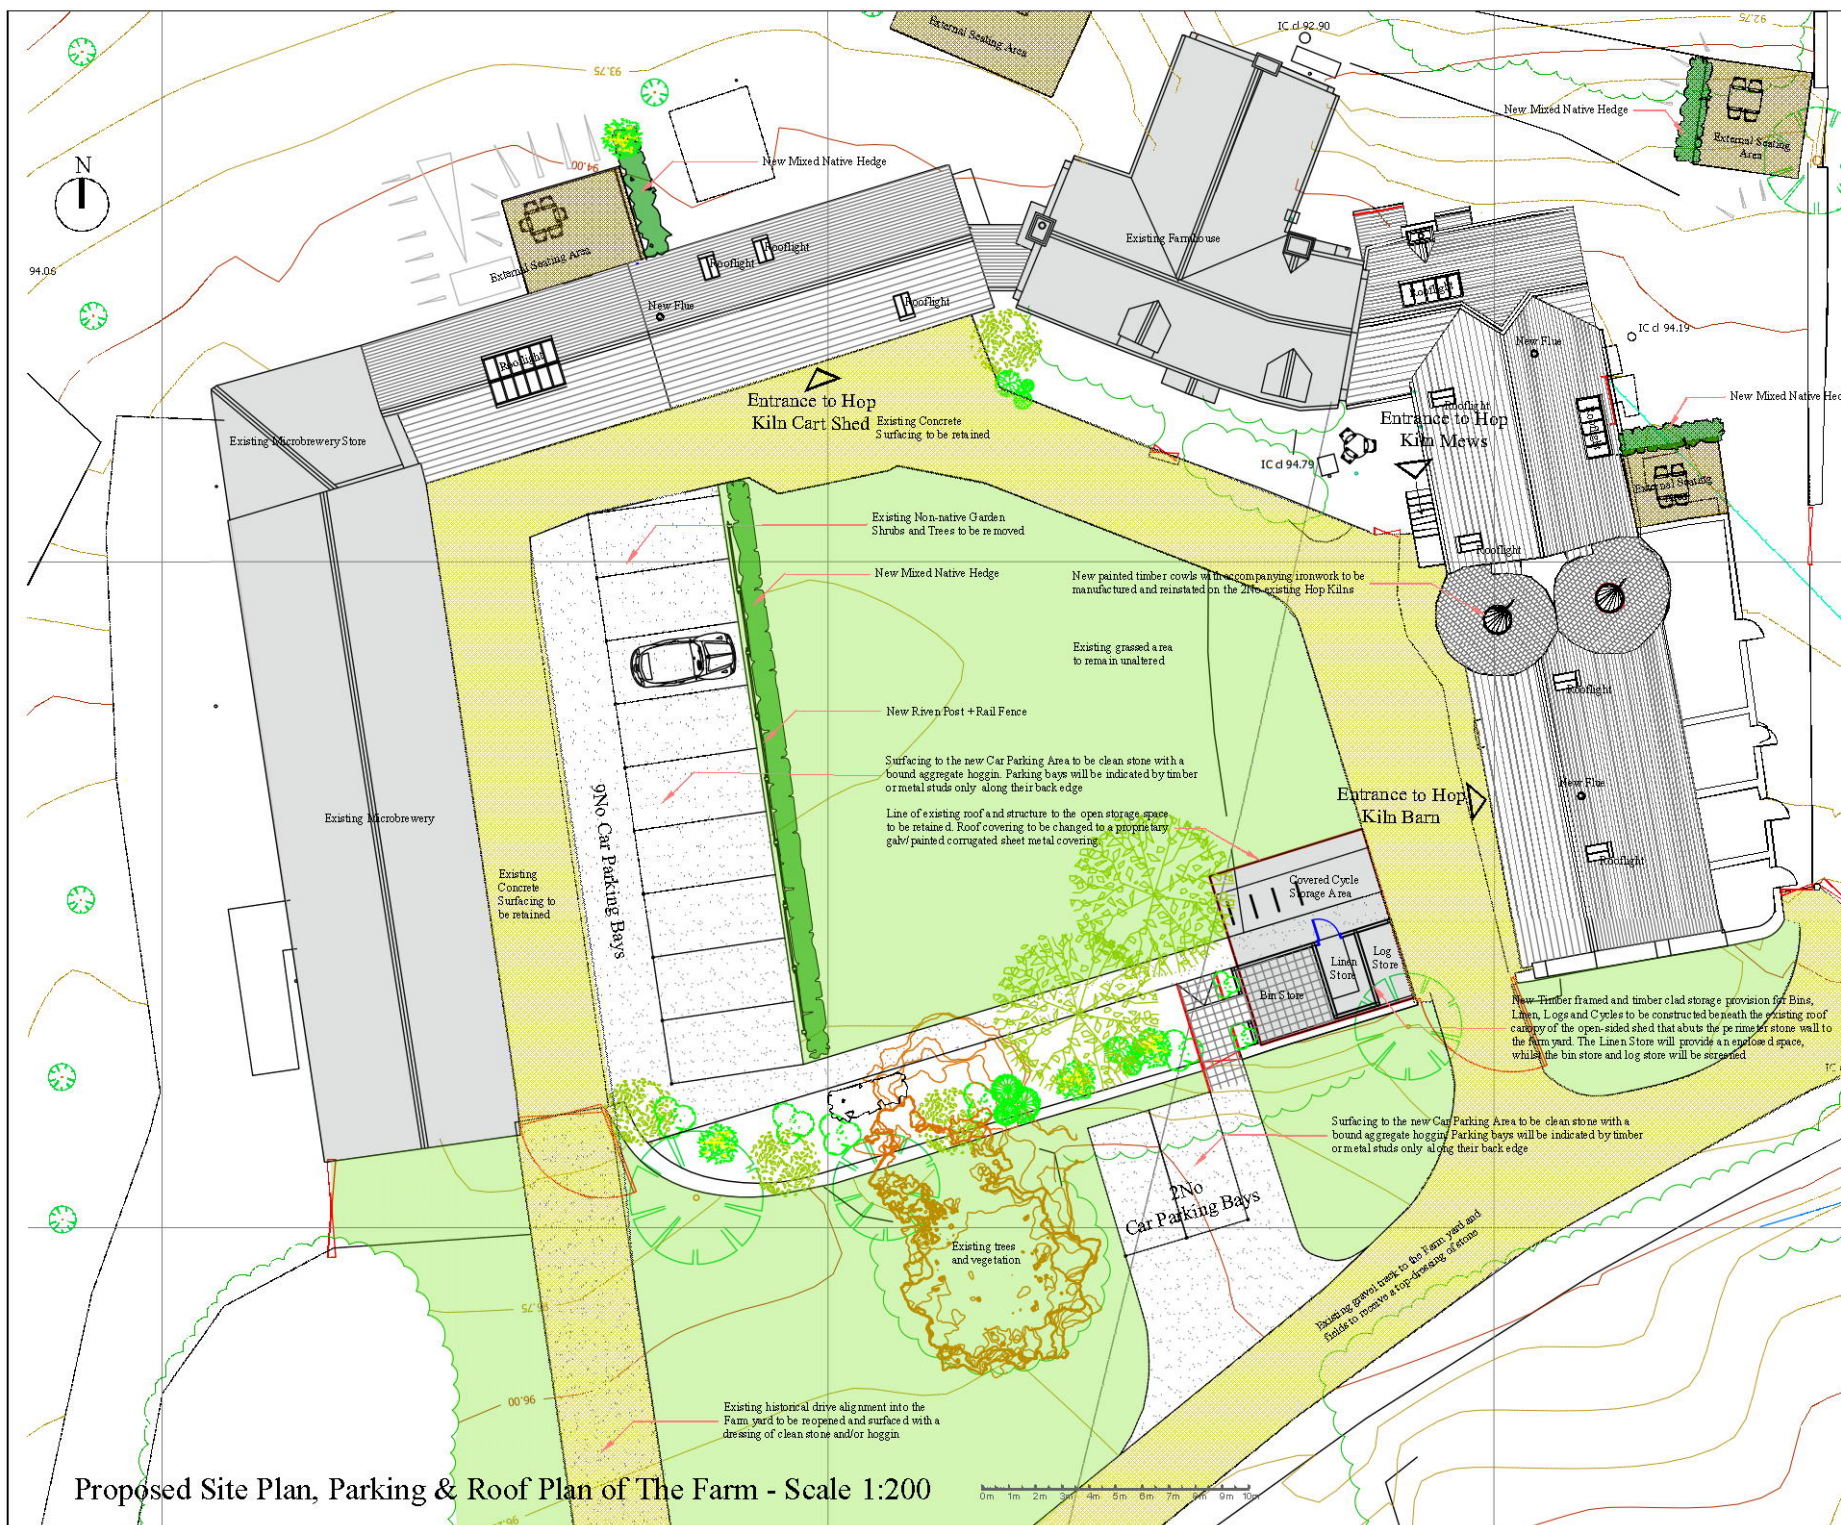 External Seating Area
IC cl 92.90
92.75
93.75
New Mixed Native Hedge
External Seating
Area
N
94.00
New Mixed Native Hedge
External Seating Area
94.06
Rooflight
Rooflight
Existing Farmhouse
Rooflight
New Flue
Rooflight
IC cl 94.19
New Flue
Rooflight
New Mixed Native Hed
Entrance to Hop
Kiln Cart Shed
Existing Concrete
Surfacing to be retained
Rooflight
Entrance to Hop
Kiln Mews
Rooflight
Existing Microbrewery Store
IC cl 94.79
External Seating
Area
Existing Non-native Garden
Shrubs and Trees to be removed
Rooflight
New Mixed Native Hedge
New painted timber cowls with accompanying ironwork to be
manufactured and reinstated on the 2No existing Hop Kilns
Existing grassed area
to remain unaltered
Rooflight
New Riven Post + Rail Fence
Surfacing to the new Car Parking Area to be clean stone with a
bound aggregate hoggin. Parking bays will be indicated by timber
or metal studs only along their back edge
New Flue
Entrance to Hop
Kiln Barn
Existing Microbrewery
Line of existing roof and structure to the open storage space
to be retained. Roof covering to be changed to a proprietary
galv/painted corrugated sheet metal covering
Rooflight
9No Car Parking Bays
Existing
Concrete
Surfacing to
be retained
Covered Cycle
Storage Area
Log
Store
Linen
Store
Bin Store
New Timber framed and timber clad storage provision for Bins,
Linen, Logs and Cycles to be constructed beneath the existing roof
canopy of the open-sided shed that abuts the perimeter stone wall to
the farmyard. The Linen Store will provide an enclosed space,
whilst the bin store and log store will be screened
IC
Surfacing to the new Car Parking Area to be clean stone with a
bound aggregate hoggin. Parking bays will be indicated by timber
or metal studs only along their back edge
2No
Car Parking Bays
Existing trees
and vegetation
Existing gravel track to the Farm yard and
fields to receive a top-dressing of stone
96.00
Existing historical drive alignment into the
Farm yard to be reopened and surfaced with a
dressing of clean stone and/or hoggin
Proposed Site Plan, Parking & Roof Plan of The Farm - Scale 1:200
0m 1m 2m 3m 4m 5m 6m 7m 8m 9m 10m